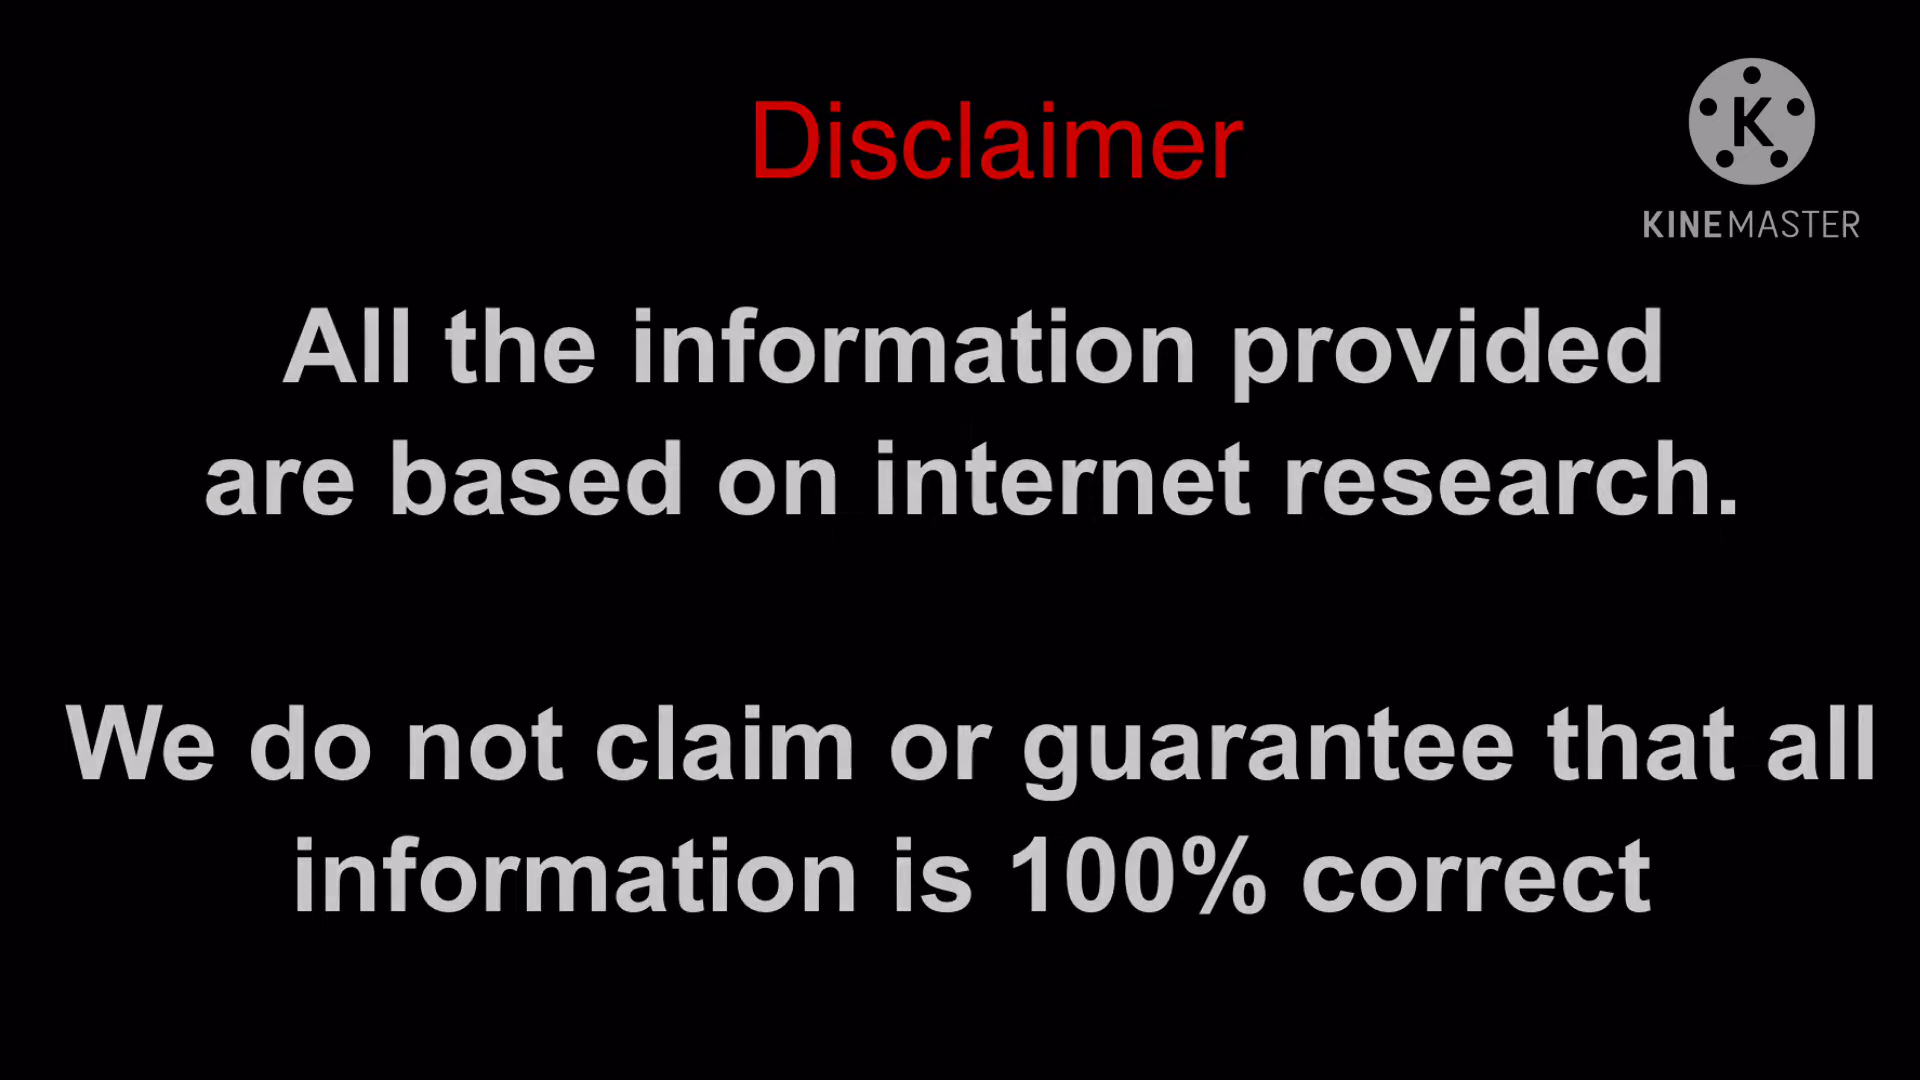 Disclaimer
K
KINEMASTER
All the information provided
are based on internet research.
We do not claim or guarantee that all
information is 100% correct